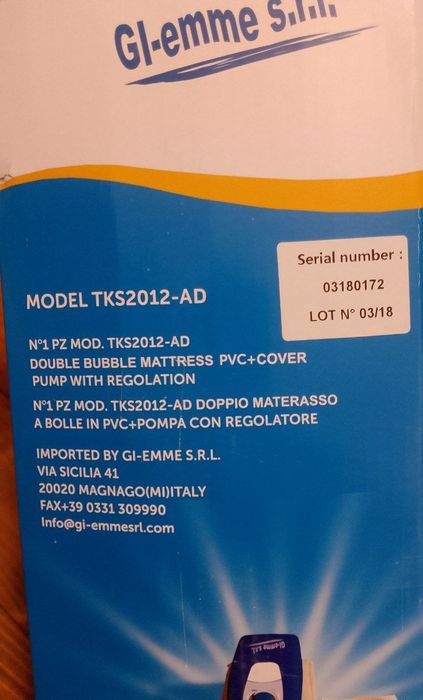 GI-emme s.r.l.
Serial number :
03180172
LOT N° 03/18
MODEL TKS2012-AD
N°1 PZ MOD. TKS2012-AD
DOUBLE BUBBLE MATTRESS PVC+COVER
PUMP WITH REGOLATION
N°1 PZ MOD. TKS2012-AD DOPPIO MATERASSO
A BOLLE IN PVC+POMPA CON REGOLATORE
IMPORTED BY GI-EMME S.R.L.
VIA SICILIA 41
20020 MAGNAGO(MI)ITALY
FAX+39 0331 309990
Info@gi-emmesrl.com
GI-emme s.r.l.